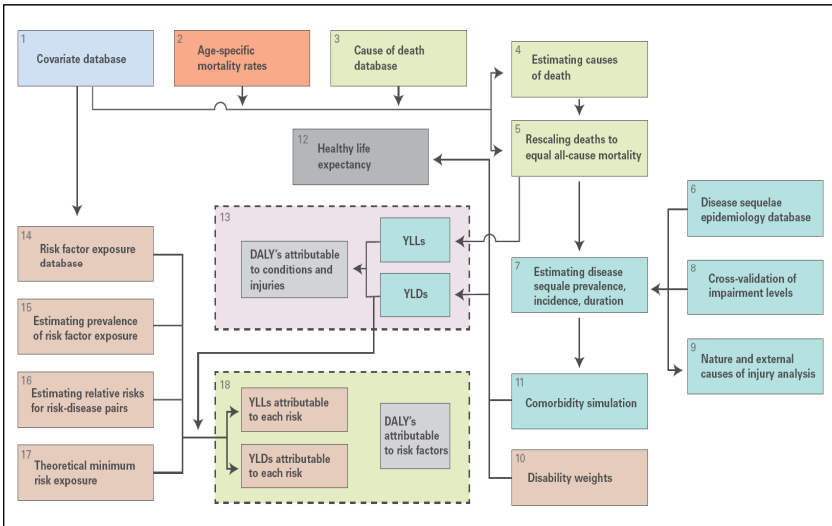 1
Covariate database
2
Age-specific
mortality rates
3
Cause of death
database
4
Estimating causes
of death
5
Rescaling deaths to
equal all-cause mortality
12
Healthy life
expectancy
6
Disease sequelae
epidemiology database
13
YLLs
DALY's attributable
to conditions and
injuries
YLDs
14
Risk factor exposure
database
7
Estimating disease
sequale prevalence,
incidence, duration
8
Cross-validation of
impairment levels
15
Estimating prevalence
of risk factor exposure
9
Nature and external
causes of injury analysis
16
Estimating relative risks
for risk-disease pairs
18
YLLs attributable
to each risk
DALY's
attributable
to risk factors
YLDs attributable
to each risk
11
Comorbidity simulation
17
Theoretical minimum
risk exposure
10
Disability weights